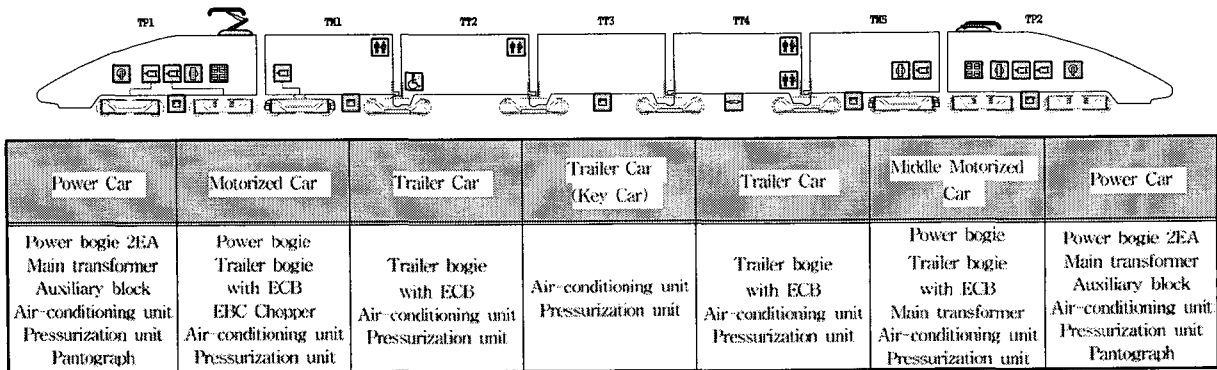 TP1 TM1 TT2 TT3 TT4 TM5 TP2
Power Car
Motorized Car
Trailer Car
Trailer Car
(Key Car)
Trailer Car
Middle Motorized
Car
Power Car
Power bogie 2EA
Main transformer
Auxiliary block
Air-conditioning unit
Pressurization unit
Pantograph
Power bogie
Trailer bogie
with ECB
EBC Chopper
Air-conditioning unit
Pressurization unit
Trailer bogie
with ECB
Air-conditioning unit
Pressurization unit
Air-conditioning unit
Pressurization unit
Trailer bogie
with ECB
Air-conditioning unit
Pressurization unit
Power bogie
Trailer bogie
with ECB
Main transformer
Air-conditioning unit
Pressurization unit
Power bogie 2EA
Main transformer
Auxiliary block
Air-conditioning unit
Pressurization unit
Pantograph